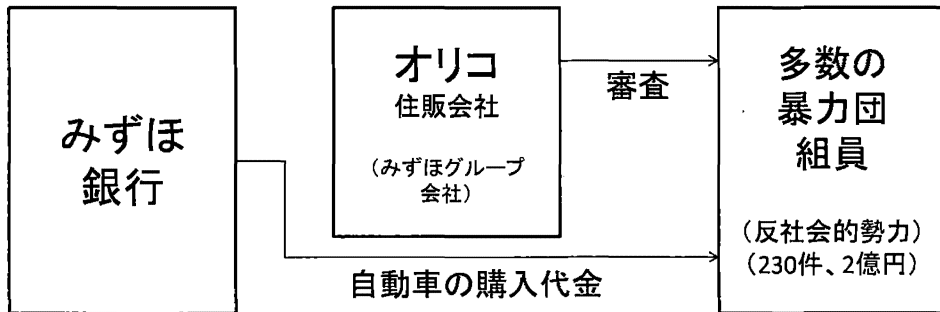 みずほ
銀行
オリコ
住販会社
（みずほグループ
会社）
審査
自動車の購入代金
多数の
暴力団
組員
（反社会的勢力）
（230件、2億円）